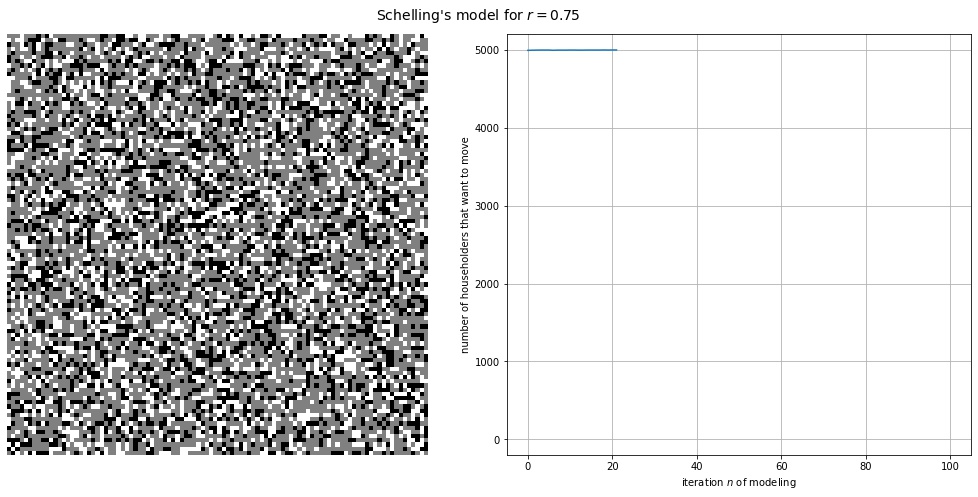 Schelling's model for r = 0.75
number of householders that want to move
5000
4000
3000
2000
1000
0
0 20 40 60 80 100
iteration n of modeling